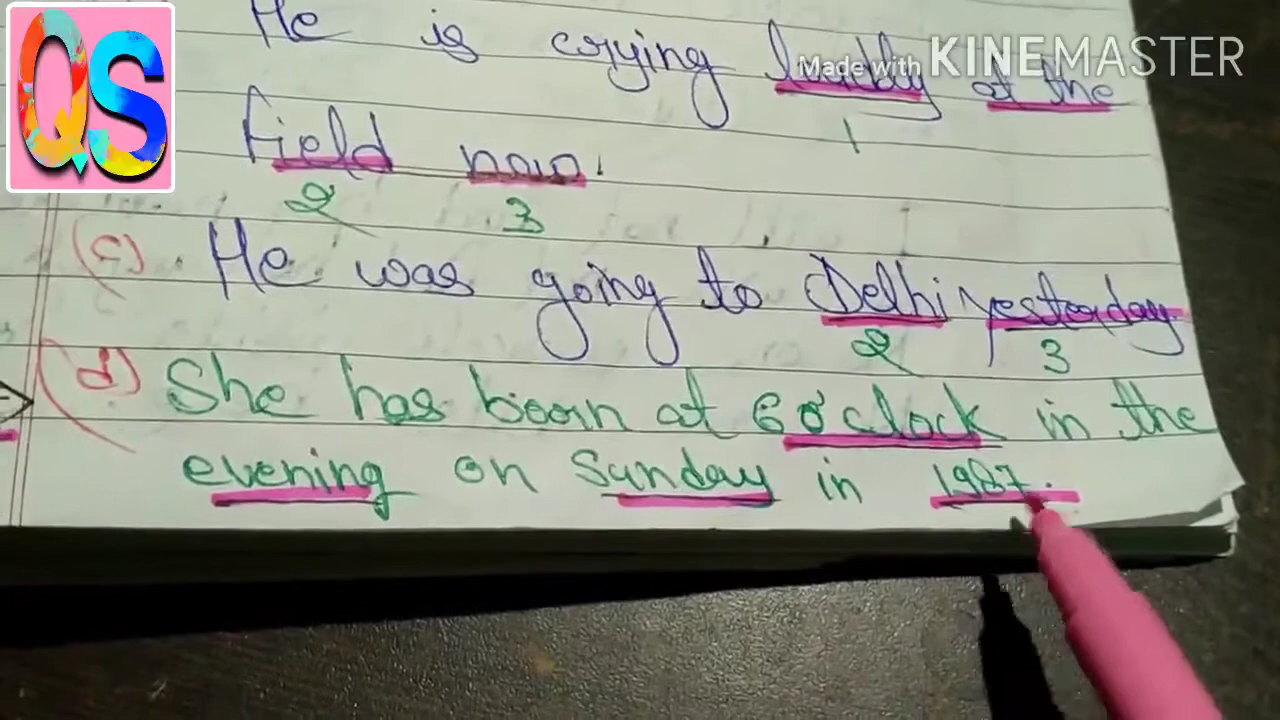 QS
Made with KINEMASTER
He is crying loudly at the
1
field now.
2 3
(c). He was going to Delhi yesterday
2 3
(d) She has born at 6 o'clock in the
evening on Sunday in 1987.